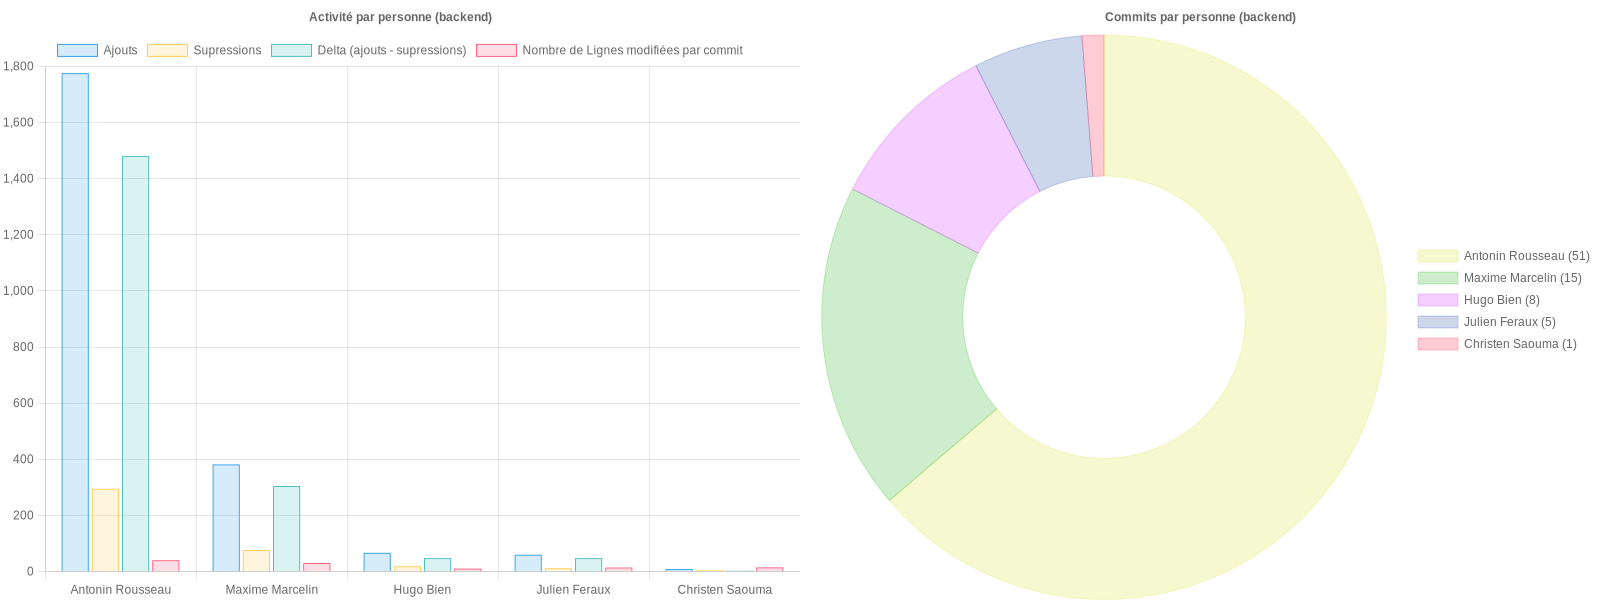 Activité par personne (backend)
Ajouts
Supressions
Delta (ajouts - supressions)
Nombre de Lignes modifiées par commit
1,800
1,600
1,400
1,200
1,000
800
600
400
200
0
Antonin Rousseau
Maxime Marcelin
Hugo Bien
Julien Feraux
Christen Saouma
Commits par personne (backend)
Antonin Rousseau (51)
Maxime Marcelin (15)
Hugo Bien (8)
Julien Feraux (5)
Christen Saouma (1)